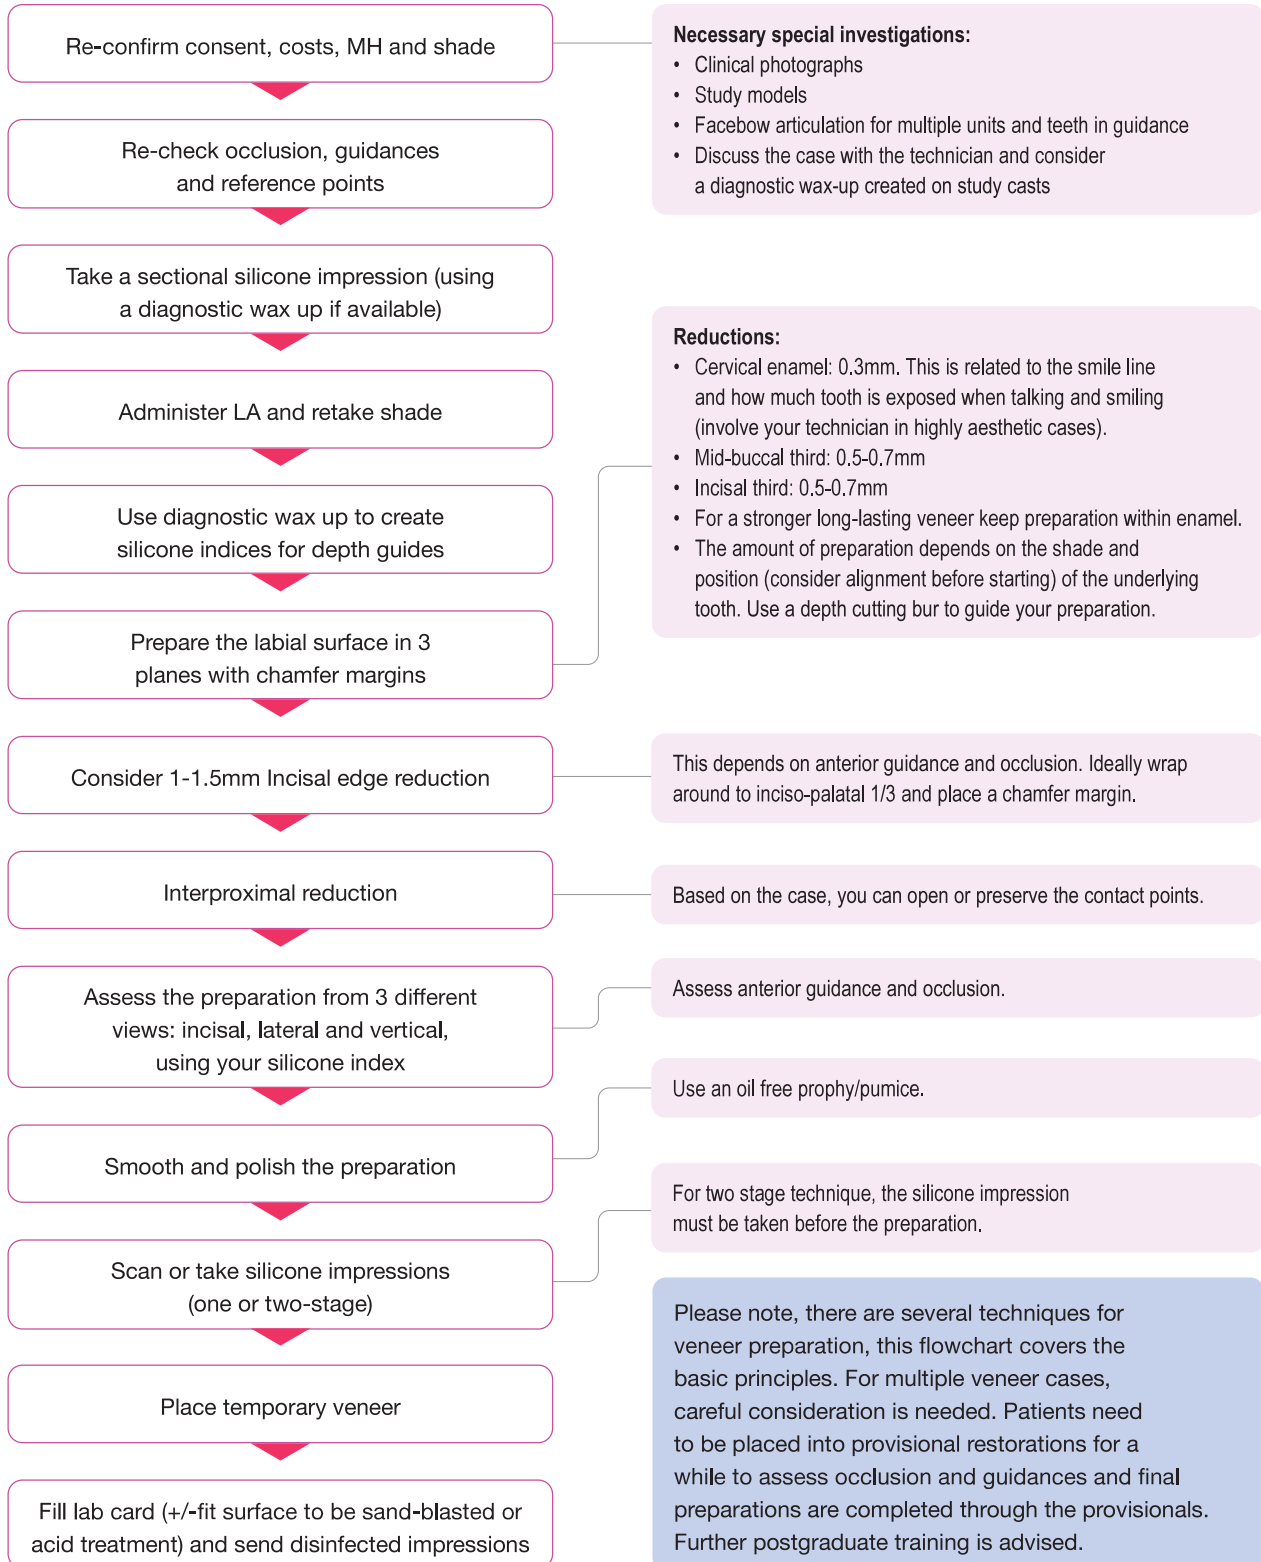 Re-confirm consent, costs, MH and shade
Necessary special investigations:
• Clinical photographs
• Study models
• Facebow articulation for multiple units and teeth in guidance
• Discuss the case with the technician and consider
a diagnostic wax-up created on study casts
Re-check occlusion, guidances
and reference points
Take a sectional silicone impression (using
a diagnostic wax up if available)
Administer LA and retake shade
Use diagnostic wax up to create
silicone indices for depth guides
Prepare the labial surface in 3
planes with chamfer margins
Reductions:
• Cervical enamel: 0.3mm. This is related to the smile line
and how much tooth is exposed when talking and smiling
(involve your technician in highly aesthetic cases).
• Mid-buccal third: 0.5-0.7mm
• Incisal third: 0.5-0.7mm
• For a stronger long-lasting veneer keep preparation within enamel.
• The amount of preparation depends on the shade and
position (consider alignment before starting) of the underlying
tooth. Use a depth cutting bur to guide your preparation.
Consider 1-1.5mm Incisal edge reduction
This depends on anterior guidance and occlusion. Ideally wrap
around to inciso-palatal 1/3 and place a chamfer margin.
Interproximal reduction
Based on the case, you can open or preserve the contact points.
Assess the preparation from 3 different
views: incisal, lateral and vertical,
using your silicone index
Assess anterior guidance and occlusion.
Smooth and polish the preparation
Use an oil free prophy/pumice.
Scan or take silicone impressions
(one or two-stage)
For two stage technique, the silicone impression
must be taken before the preparation.
Place temporary veneer
Fill lab card (+/-fit surface to be sand-blasted or
acid treatment) and send disinfected impressions
Please note, there are several techniques for
veneer preparation, this flowchart covers the
basic principles. For multiple veneer cases,
careful consideration is needed. Patients need
to be placed into provisional restorations for a
while to assess occlusion and guidances and final
preparations are completed through the provisionals.
Further postgraduate training is advised.